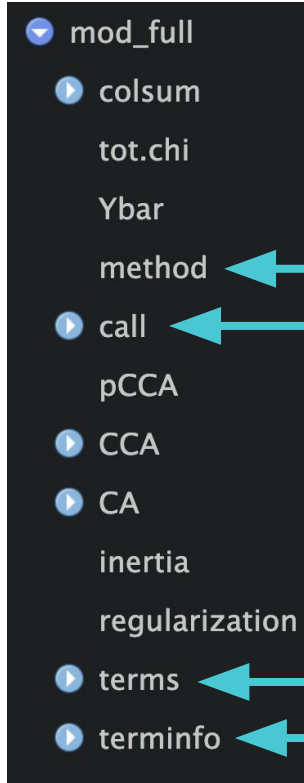 mod_full
colsum
tot.chi
Ybar
method
call
pCCA
CCA
CA
inertia
regularization
terms
terminfo